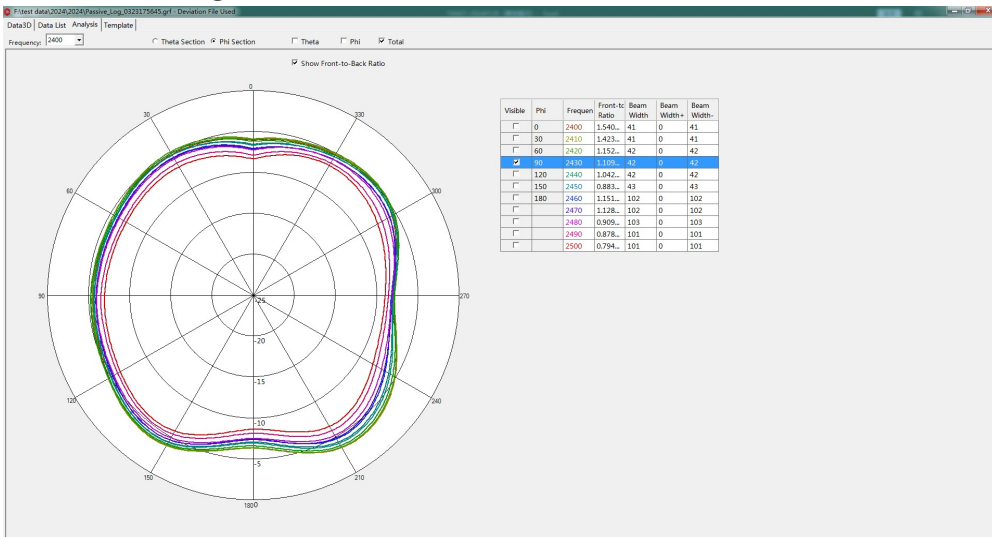 F:\test data\2024\2024\Passive_Log_0323175645.grf - Deviation File Used
Data3D Data List Analysis Template
Frequency: 2400 Theta Section Phi Section Theta Phi Total
Show Front-to-Back Ratio
0
30 330
60 300
90 270
120 240
150 210
180
-25
-20
-15
-10
-5
0
Visible Phi Frequen Front-to Ratio Beam Width Beam Width+ Beam Width-
0 2400 1.540... 41 0 41
30 2410 1.423... 41 0 41
60 2420 1.152... 42 0 42
90 2430 1.109... 42 0 42
120 2440 1.042... 42 0 42
150 2450 0.883... 43 0 43
180 2460 1.151... 102 0 102
2470 1.128... 102 0 102
2480 0.909... 103 0 103
2490 0.878... 101 0 101
2500 0.794... 101 0 101